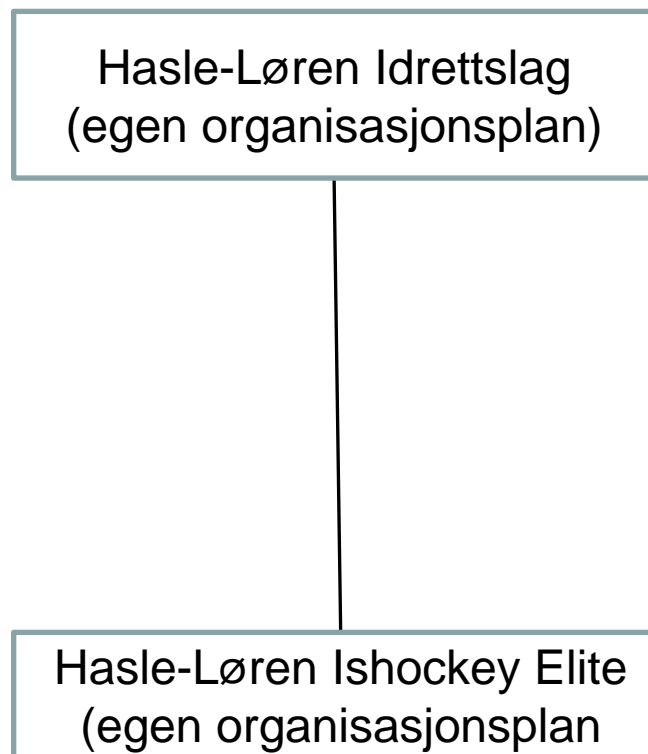 Hasle-Løren Idrettslag
(egen organisasjonsplan)
Hasle-Løren Ishockey Elite
(egen organisasjonsplan